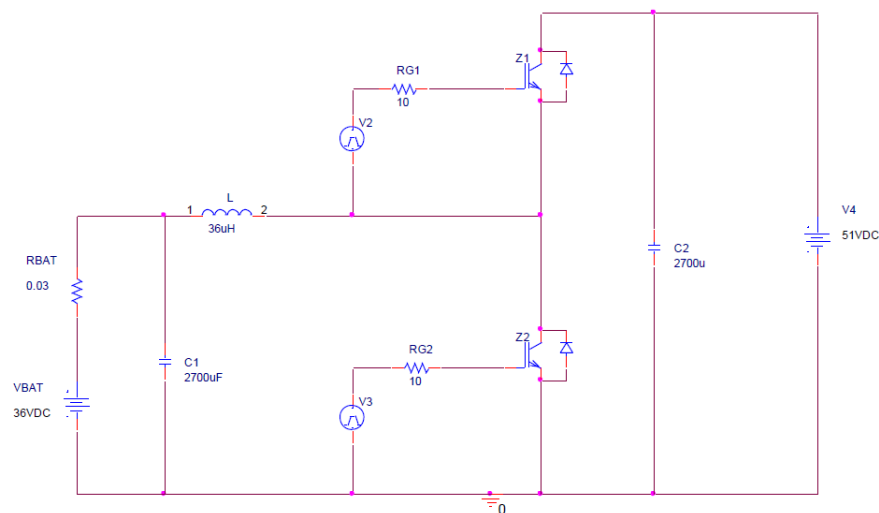 Z1
RG1
10
V2
L
1
2
36uH
V4
51VDC
C2
2700u
RBAT
0.03
Z2
RG2
10
C1
2700uF
VBAT
36VDC
V3
0